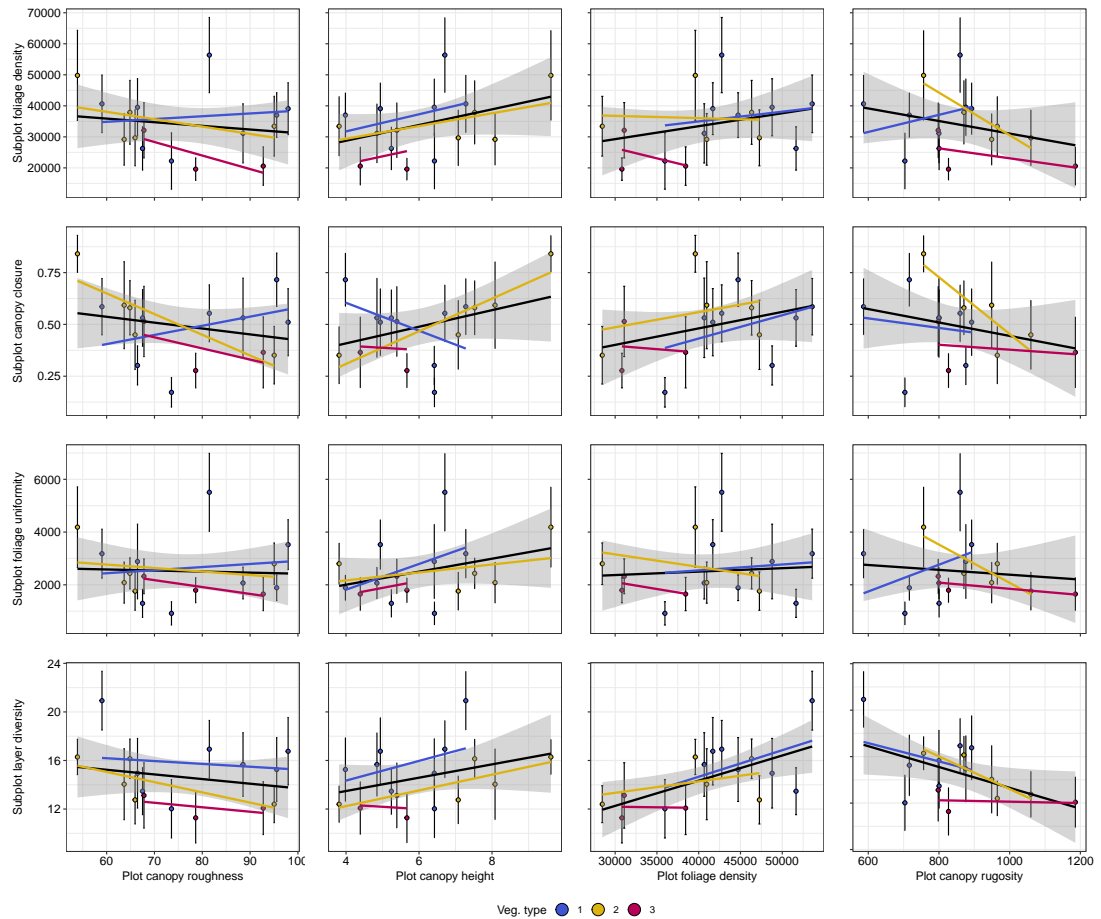 70000
60000
50000
40000
30000
20000
Subplot foliage density
0.75
0.50
0.25
Subplot canopy closure
6000
4000
2000
Subplot foliage uniformity
24
16
12
Subplot layer diversity
60 80 100
Plot canopy roughness
4 6 8
Plot canopy height
30000 35000 40000 45000 50000
Plot foliage density
600 800 1000 1200
Plot canopy rugosity
Veg. type 1 2 3